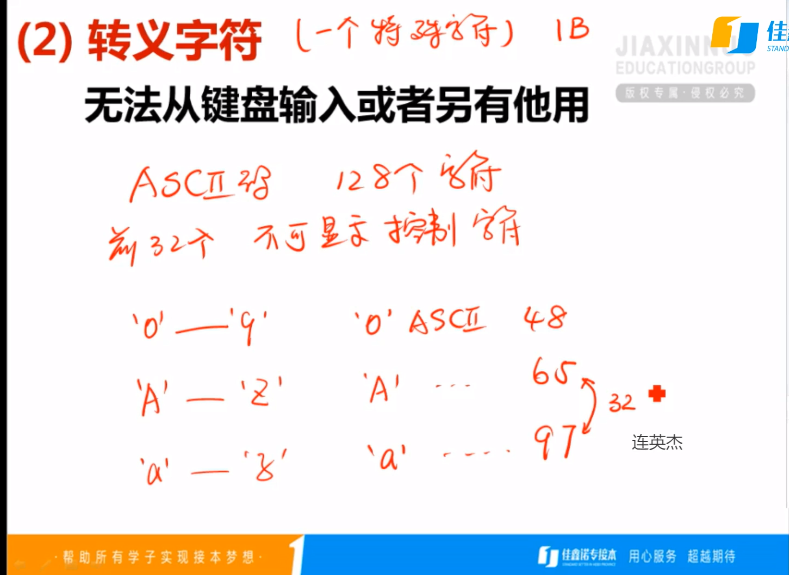 (2) 转义字符 (一个特殊字符) 1B
JIAXINNO
EDUCATIONGROUP
版权专属·侵权必究
佳
STAND
无法从键盘输入或者另有他用
ASCII码 128个字符
前32个 不可显示 控制字符
'0' — '9' '0' ASCII 48
'A' — 'Z' 'A' ... 65
32
'a' — 'z' 'a' ..... 97
连英杰
·帮助所有学子实现接本梦想·
佳鑫诺专接本 用心服务 超越期待